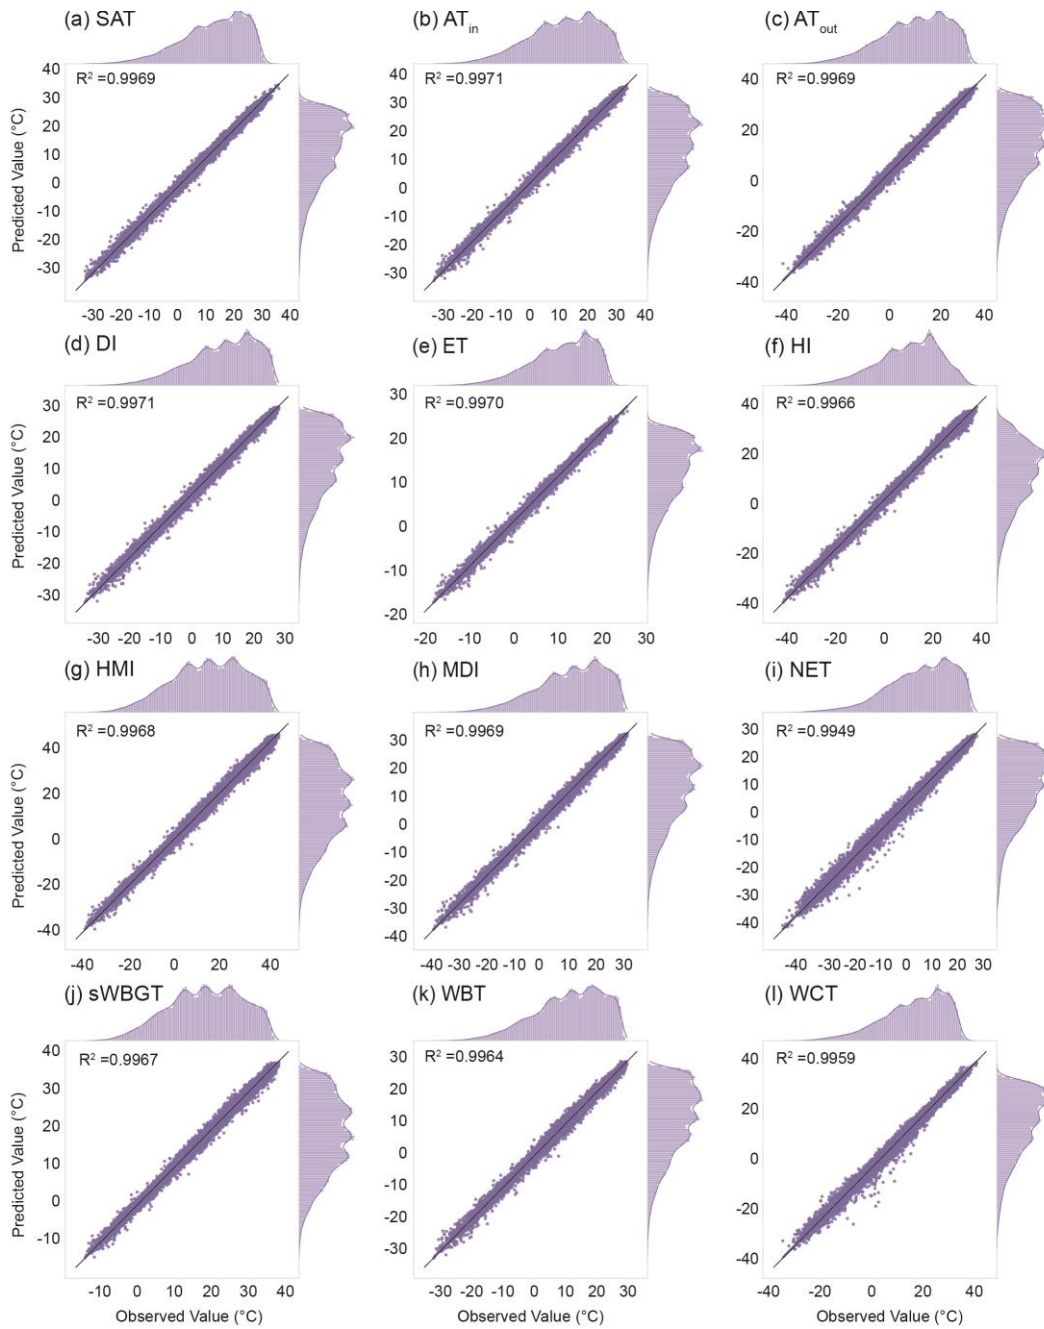 (a) SAT
(b) ATin
(c) ATout
R² =0.9969
R² =0.9971
R² =0.9969
Predicted Value (°C)
40
30
20
10
0
-10
-20
-30
40
30
20
10
0
-10
-20
-30
40
20
0
-20
-40
-30 -20 -10 0 10 20 30 40
-30 -20 -10 0 10 20 30 40
-40 -20 0 20 40
(d) DI
(e) ET
(f) HI
R² =0.9971
R² =0.9970
R² =0.9966
Predicted Value (°C)
30
20
10
0
-10
-20
-30
30
20
10
0
-10
-20
40
20
0
-20
-40
-30 -20 -10 0 10 20 30
-20 -10 0 10 20 30
-40 -20 0 20 40
(g) HMI
(h) MDI
(i) NET
R² =0.9968
R² =0.9969
R² =0.9949
Predicted Value (°C)
40
20
0
-20
-40
30
20
10
0
-10
-20
-30
-40
30
20
10
0
-10
-20
-30
-40
-40 -20 0 20 40
-40 -30 -20 -10 0 10 20 30
-50 -40 -30 -20 -10 0 10 20 30
(j) sWBGT
(k) WBT
(l) WCT
R² =0.9967
R² =0.9964
R² =0.9959
Predicted Value (°C)
40
30
20
10
0
-10
30
20
10
0
-10
-20
-30
40
20
0
-20
-40
-10 0 10 20 30 40
-30 -20 -10 0 10 20 30
-40 -20 0 20 40
Observed Value (°C)
Observed Value (°C)
Observed Value (°C)